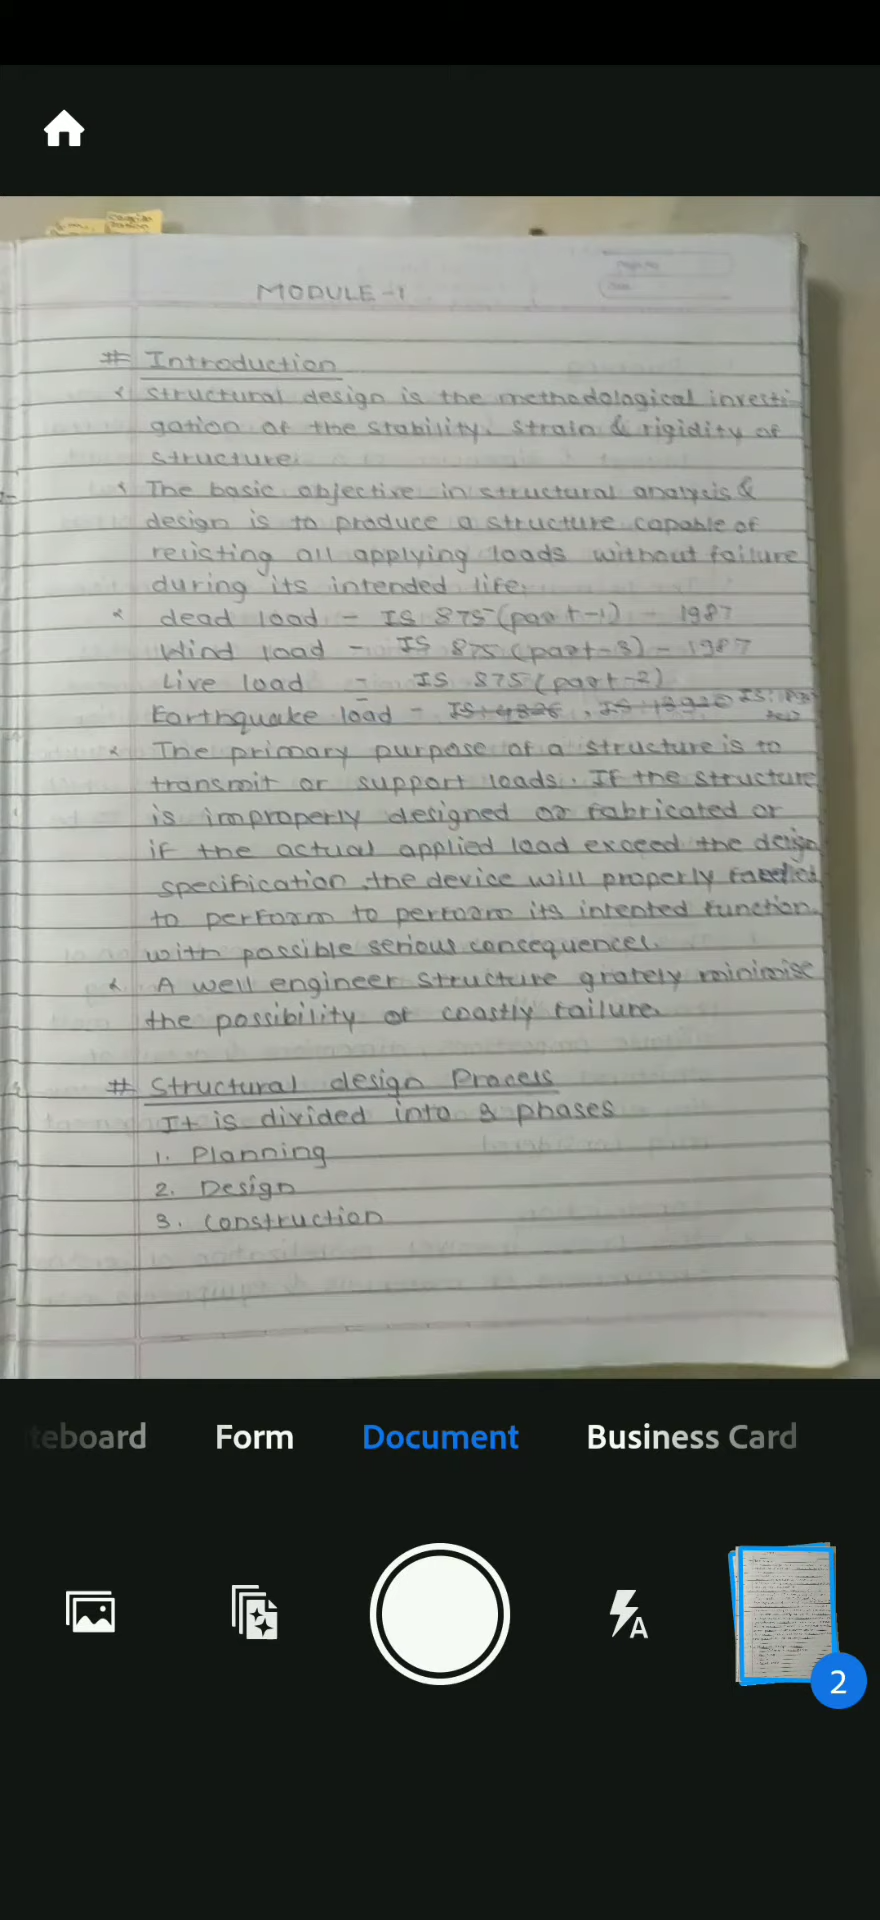 MODULE-1
# Introduction
structural design is the methodological investi-
gation of the stability, strain & rigidity of
structure.
The basic objective in structural analysis &
design is to produce a structure capable of
resisting all applying loads without failure
during its intended life.
dead load - IS 875 (part-1) - 1987
Wind load - IS 875 (part-3) - 1987
Live load - IS 875 (part-2)
Earthquake load - IS: 4326, IS: 13920 IS:
The primary purpose of a structure is to
transmit or support loads. If the structure
is improperly designed or fabricated or
if the actual applied load exceed the design
specification, the device will properly
to perform to perform its intented function,
with possible serious consequences.
A well engineer structure grately minimise
the possibility of coastly failure.
# Structural design Process
It is divided into 3 phases
1. Planning
2. Design
3. Construction
teboard Form Document Business Card
A
2